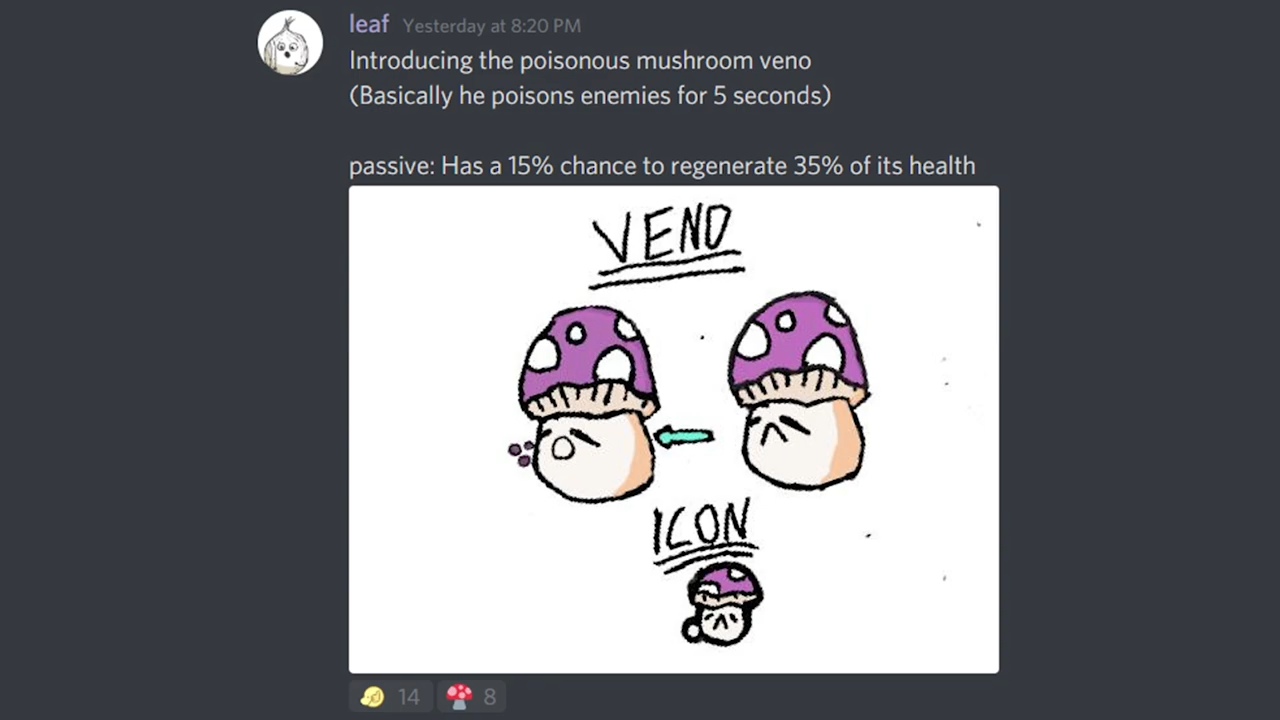 leaf Yesterday at 8:20 PM
Introducing the poisonous mushroom veno
(Basically he poisons enemies for 5 seconds)
passive: Has a 15% chance to regenerate 35% of its health
VENO
ICON
14 8